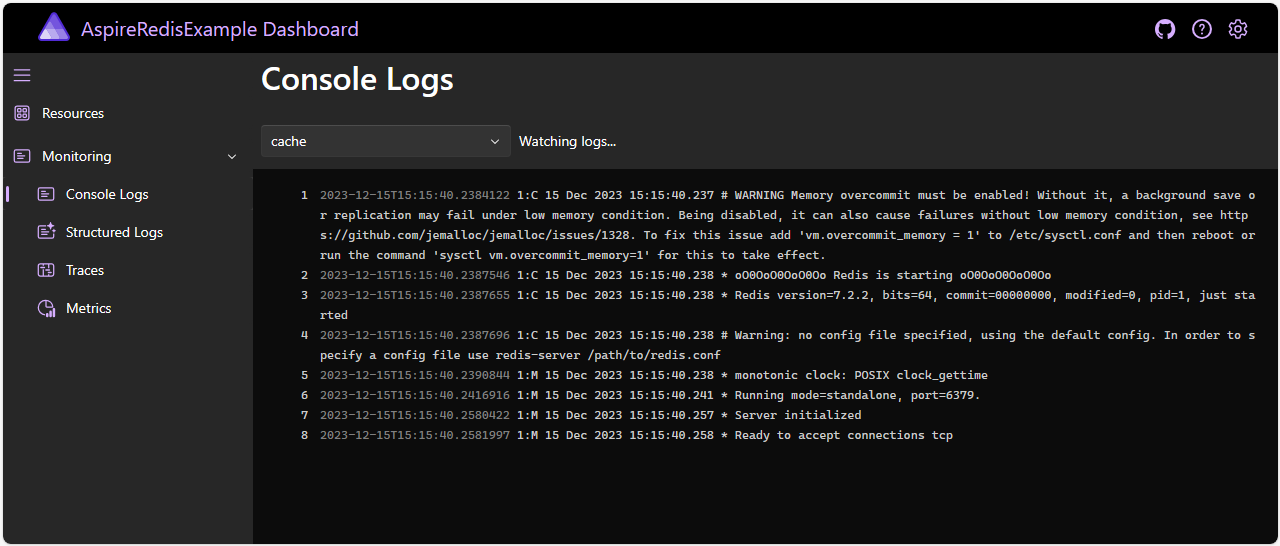 AspireRedisExample Dashboard
Resources
Monitoring
Console Logs
Structured Logs
Traces
Metrics
Console Logs
cache Watching logs...
1 2023-12-15T15:15:40.2384122 1:C 15 Dec 2023 15:15:40.237 # WARNING Memory overcommit must be enabled! Without it, a background save o
r replication may fail under low memory condition. Being disabled, it can also cause failures without low memory condition, see http
s://github.com/jemalloc/jemalloc/issues/1328. To fix this issue add 'vm.overcommit_memory = 1' to /etc/sysctl.conf and then reboot or
run the command 'sysctl vm.overcommit_memory=1' for this to take effect.
2 2023-12-15T15:15:40.2387546 1:C 15 Dec 2023 15:15:40.238 * oO0OoO0OoO0Oo Redis is starting oO0OoO0OoO0Oo
3 2023-12-15T15:15:40.2387655 1:C 15 Dec 2023 15:15:40.238 * Redis version=7.2.2, bits=64, commit=00000000, modified=0, pid=1, just sta
rted
4 2023-12-15T15:15:40.2387696 1:C 15 Dec 2023 15:15:40.238 # Warning: no config file specified, using the default config. In order to s
pecify a config file use redis-server /path/to/redis.conf
5 2023-12-15T15:15:40.2390844 1:M 15 Dec 2023 15:15:40.238 * monotonic clock: POSIX clock_gettime
6 2023-12-15T15:15:40.2416916 1:M 15 Dec 2023 15:15:40.241 * Running mode=standalone, port=6379.
7 2023-12-15T15:15:40.2580422 1:M 15 Dec 2023 15:15:40.257 * Server initialized
8 2023-12-15T15:15:40.2581997 1:M 15 Dec 2023 15:15:40.258 * Ready to accept connections tcp